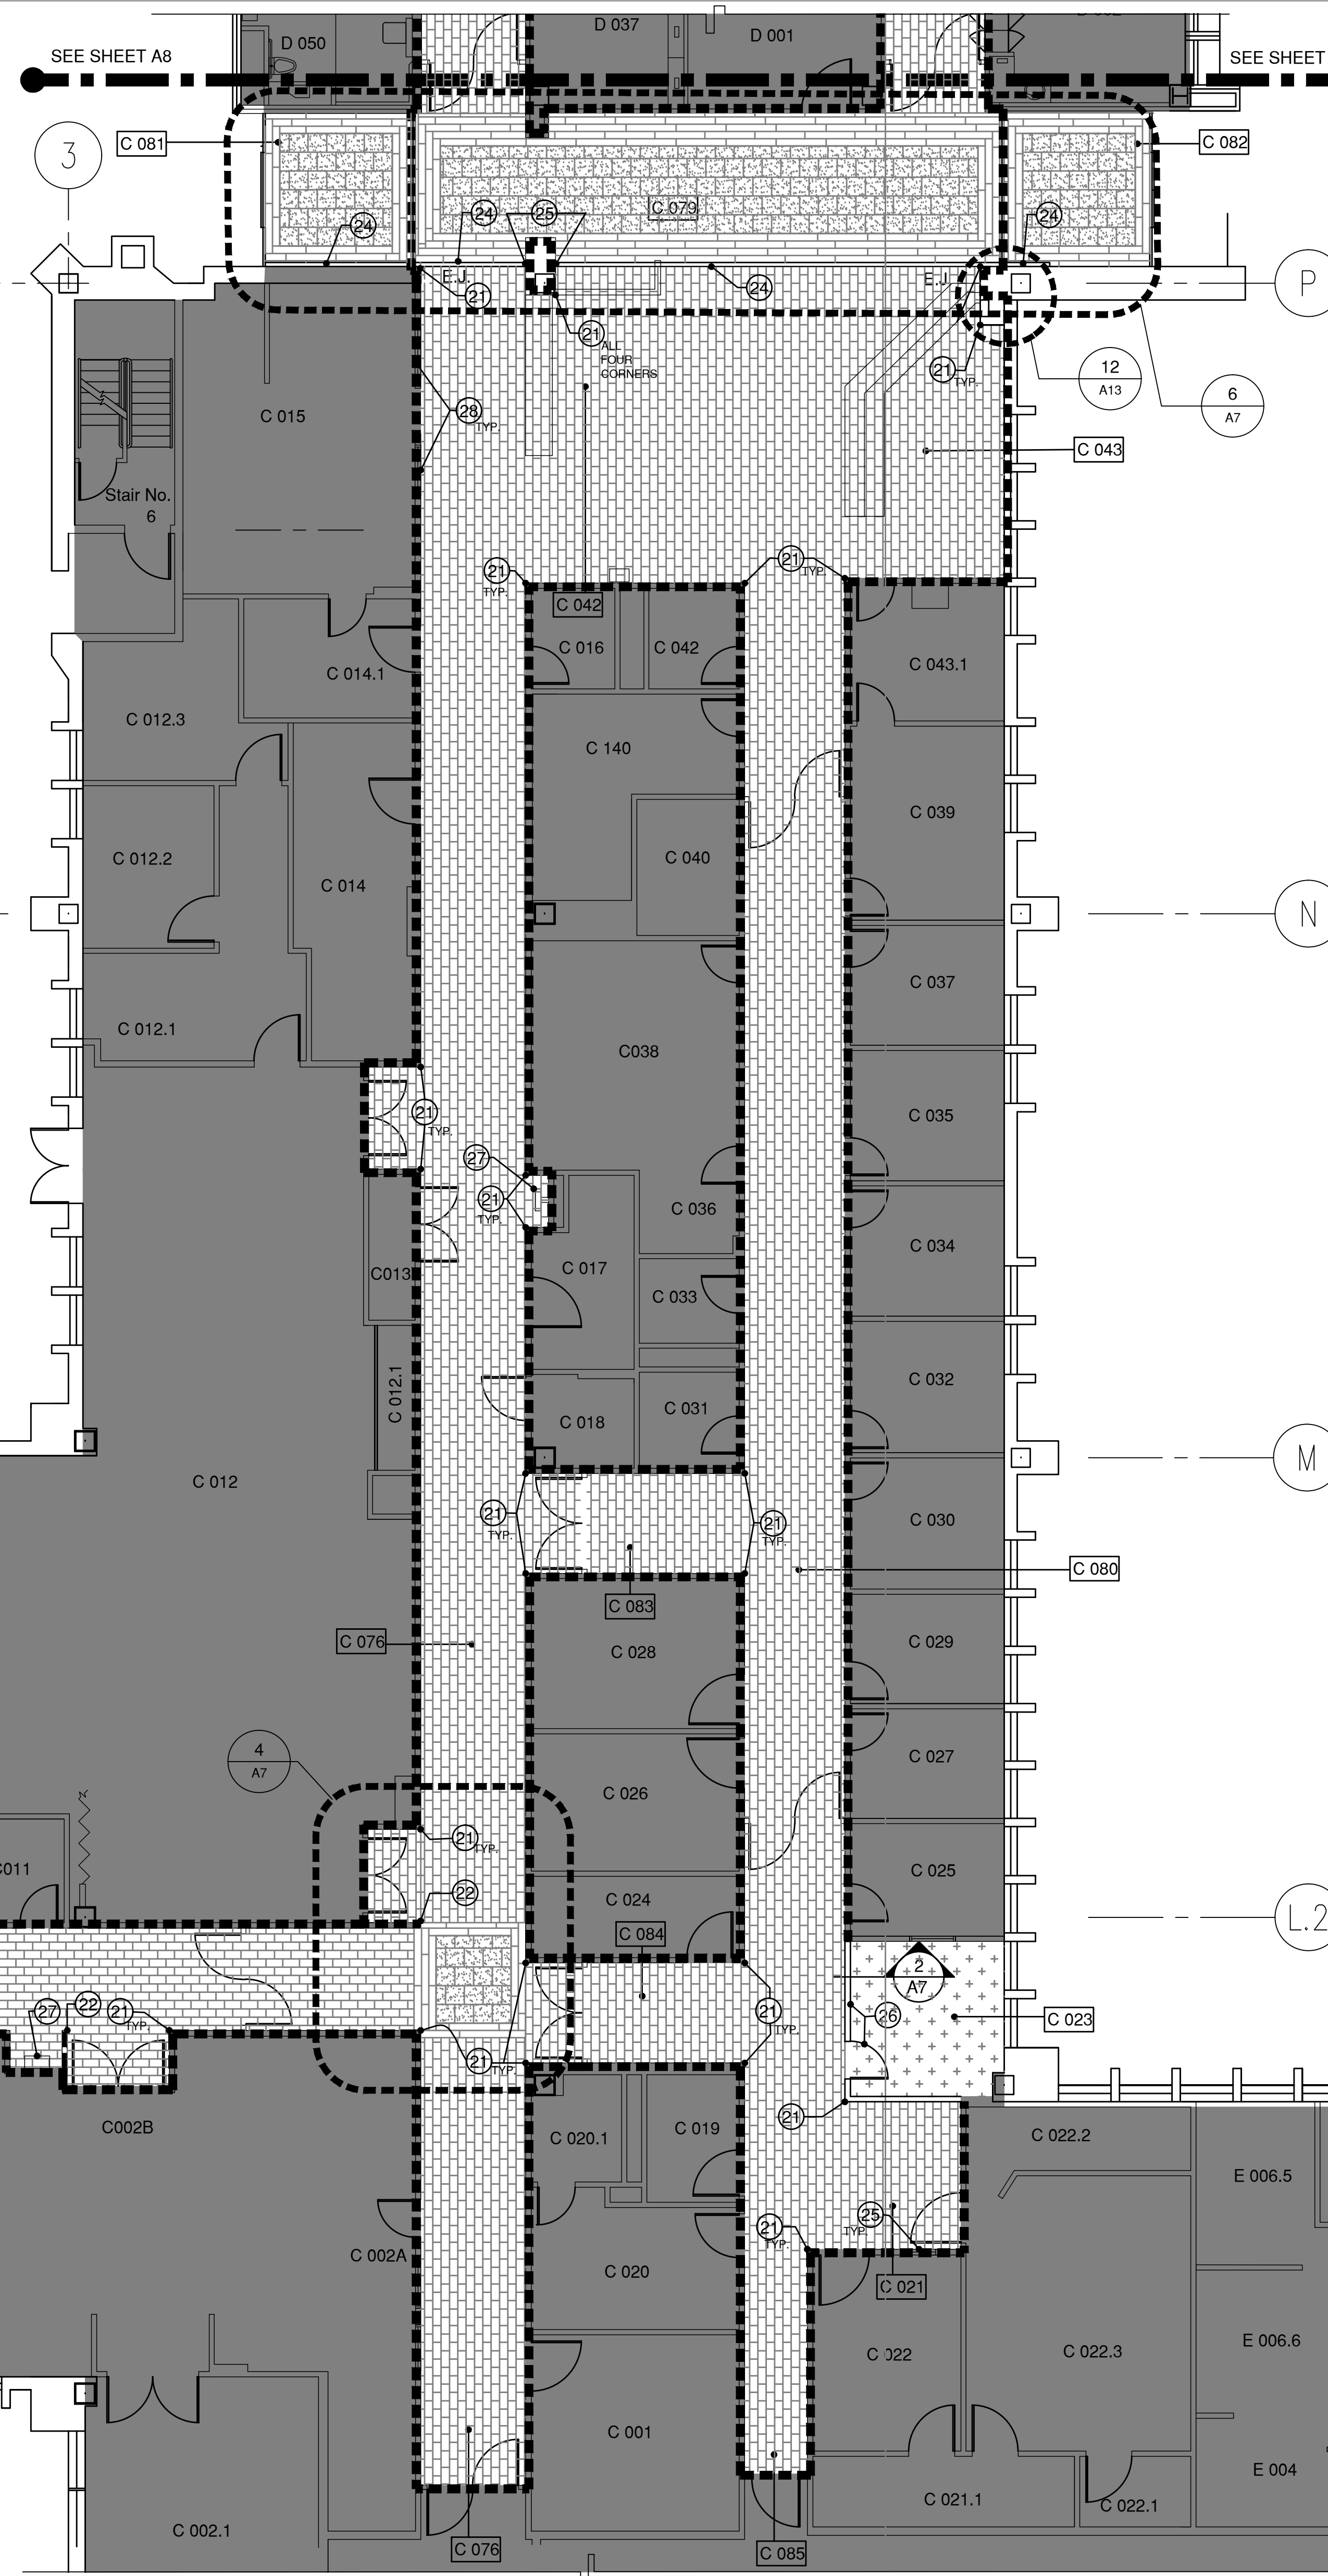 D 050
D 037
D 001
SEE SHEET A8
SEE SHEET
3
C 081
C 082
24
25
C 079
24
24
E.J.
21
24
E.J.
P
21
ALL
FOUR
CORNERS
21
TYP.
12
A13
6
A7
C 015
28
TYP.
C 043
Stair No.
6
21
TYP.
21
TYP.
C 042
C 016
C 042
C 043.1
C 014.1
C 012.3
C 140
C 039
C 012.2
C 040
C 014
N
C 037
C 012.1
C038
C 035
21
TYP.
27
21
TYP.
C 036
C 034
C013
C 017
C 033
C 012.1
C 032
C 018
C 031
M
C 012
21
TYP.
21
TYP.
C 030
C 080
C 083
C 076
C 028
C 029
4
A7
C 026
C 027
21
TYP.
C011
22
C 024
C 025
C 084
L.2
2
A7
27
22
21
TYP.
21
TYP.
26
C 023
21
TYP.
21
C002B
C 020.1
C 019
C 022.2
E 006.5
C 002A
21
TYP.
25
TYP.
C 020
C 021
C 022
C 022.3
E 006.6
C 001
E 004
C 021.1
C 022.1
C 002.1
C 076
C 085